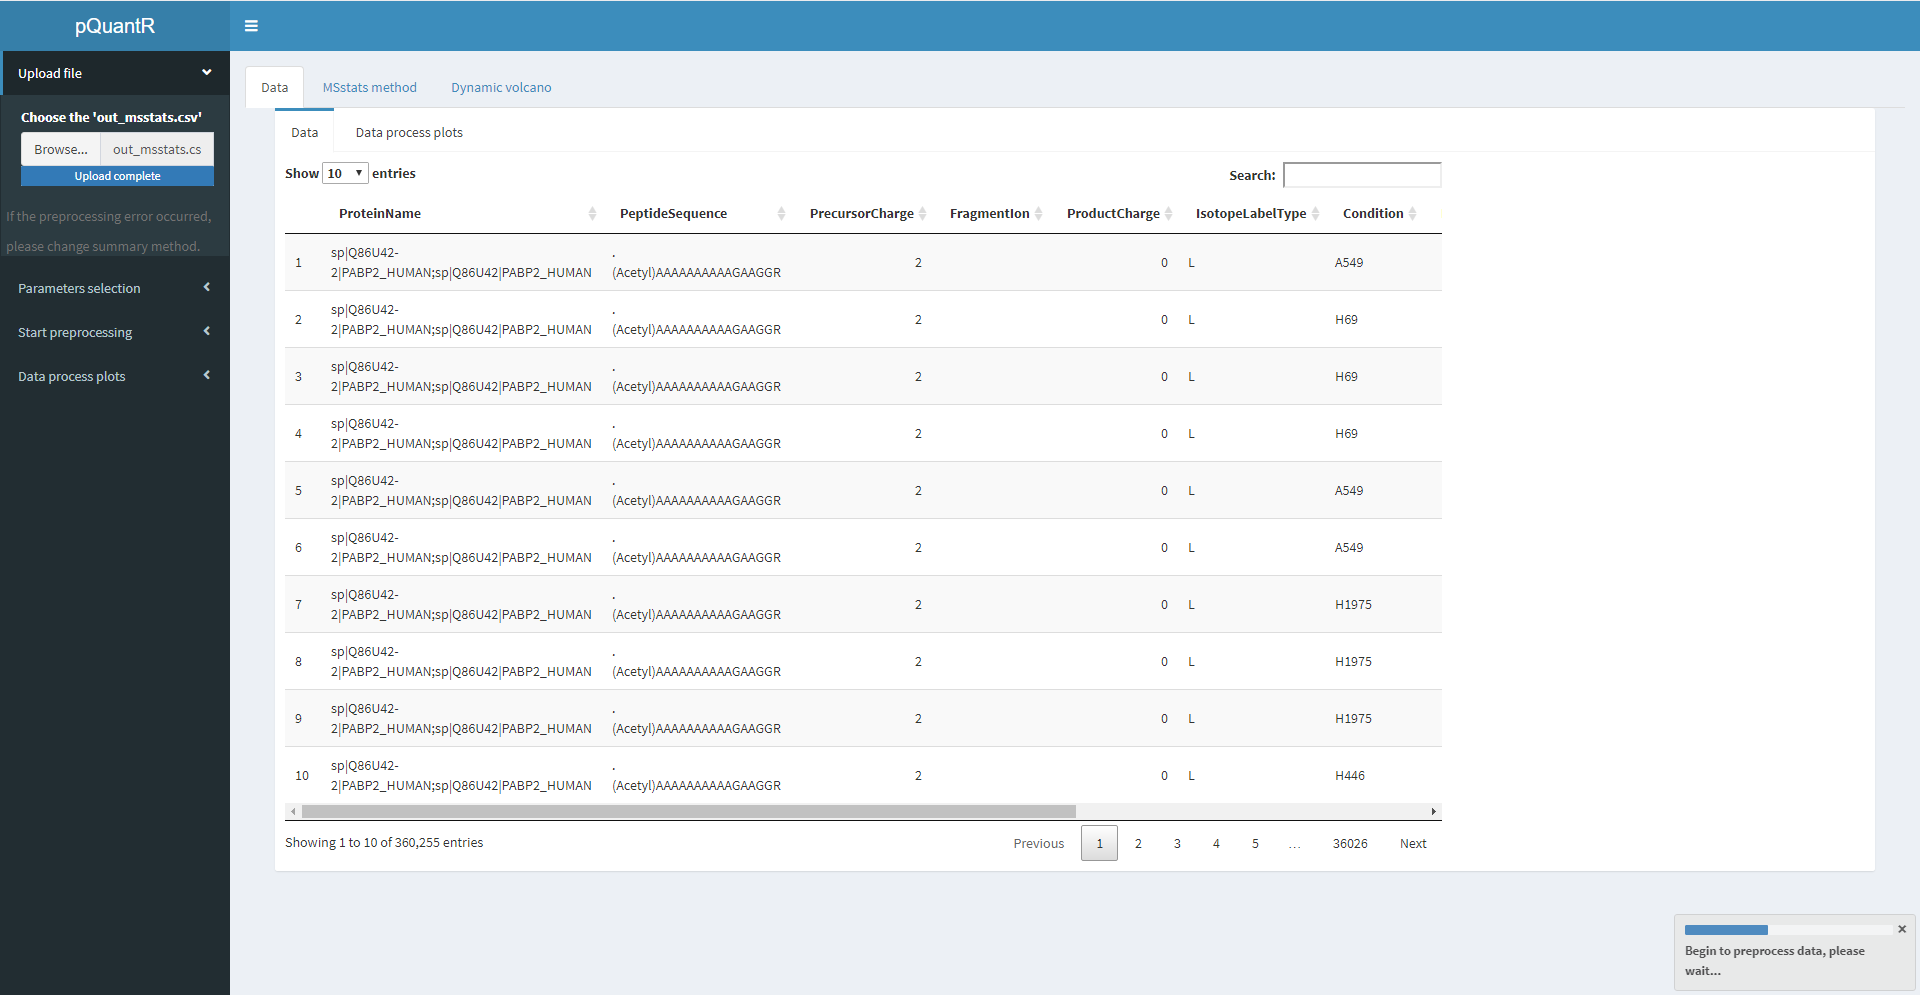 pQuantR
Upload file
Choose the 'out_msstats.csv'
Browse... out_msstats.cs
Upload complete
If the preprocessing error occurred,
please change summary method.
Parameters selection
Start preprocessing
Data process plots
Data MSstats method Dynamic volcano
Data Data process plots
Show 10 entries Search:
ProteinName PeptideSequence PrecursorCharge FragmentIon ProductCharge IsotopeLabelType Condition
sp|Q86U42- .
1 2|PABP2_HUMAN;sp|Q86U42|PABP2_HUMAN (Acetyl)AAAAAAAAAAGAAGGR 2 0 L A549
sp|Q86U42- .
2 2|PABP2_HUMAN;sp|Q86U42|PABP2_HUMAN (Acetyl)AAAAAAAAAAGAAGGR 2 0 L H69
sp|Q86U42- .
3 2|PABP2_HUMAN;sp|Q86U42|PABP2_HUMAN (Acetyl)AAAAAAAAAAGAAGGR 2 0 L H69
sp|Q86U42- .
4 2|PABP2_HUMAN;sp|Q86U42|PABP2_HUMAN (Acetyl)AAAAAAAAAAGAAGGR 2 0 L H69
sp|Q86U42- .
5 2|PABP2_HUMAN;sp|Q86U42|PABP2_HUMAN (Acetyl)AAAAAAAAAAGAAGGR 2 0 L A549
sp|Q86U42- .
6 2|PABP2_HUMAN;sp|Q86U42|PABP2_HUMAN (Acetyl)AAAAAAAAAAGAAGGR 2 0 L A549
sp|Q86U42- .
7 2|PABP2_HUMAN;sp|Q86U42|PABP2_HUMAN (Acetyl)AAAAAAAAAAGAAGGR 2 0 L H1975
sp|Q86U42- .
8 2|PABP2_HUMAN;sp|Q86U42|PABP2_HUMAN (Acetyl)AAAAAAAAAAGAAGGR 2 0 L H1975
sp|Q86U42- .
9 2|PABP2_HUMAN;sp|Q86U42|PABP2_HUMAN (Acetyl)AAAAAAAAAAGAAGGR 2 0 L H1975
sp|Q86U42- .
10 2|PABP2_HUMAN;sp|Q86U42|PABP2_HUMAN (Acetyl)AAAAAAAAAAGAAGGR 2 0 L H446
Showing 1 to 10 of 360,255 entries Previous 1 2 3 4 5 ... 36026 Next
Begin to preprocess data, please
wait...